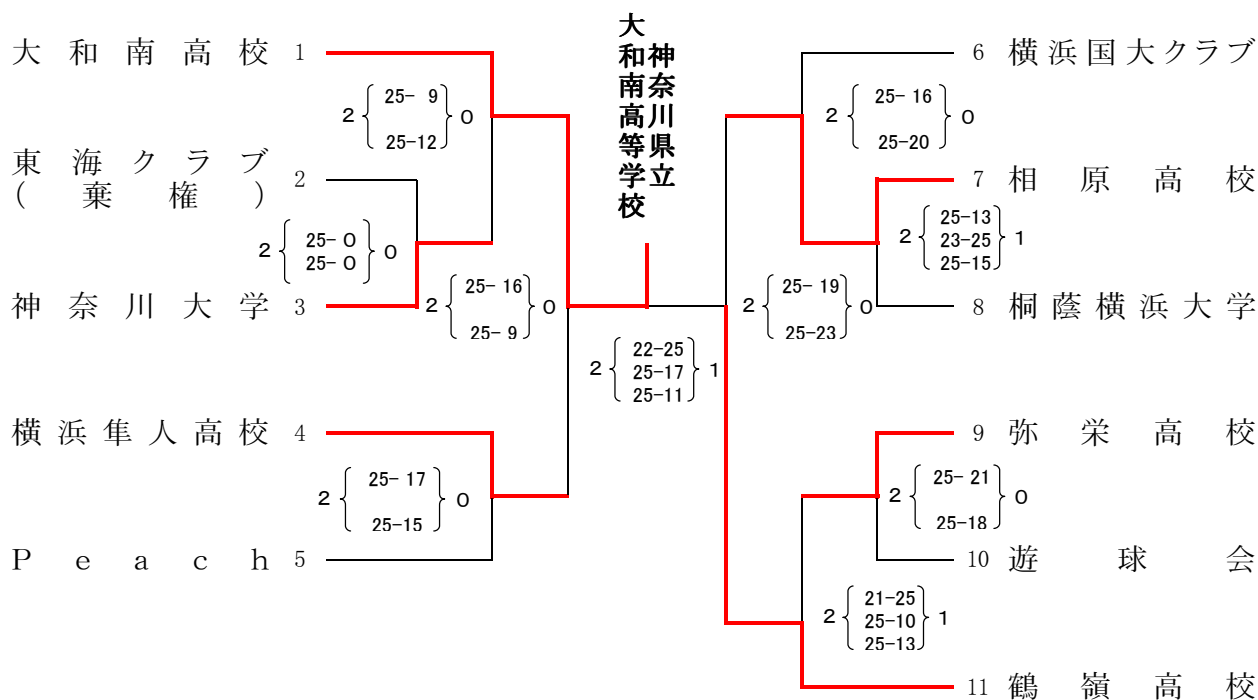 大和南高校 1
2 25- 9 0
25-12
東海クラブ 2
(棄権)
2 25- 0 0
25- 0
神奈川大学 3
2 25- 16 0
25- 9
横浜隼人高校 4
2 25- 17 0
25-15
Peach 5
神奈川県立
大和南高等学校
2 22-25 1
25-17
25-11
6 横浜国大クラブ
2 25- 16 0
25-20
7 相原高校
2 25-13 1
23-25
25-15
2 25- 19 0
25-23
8 桐蔭横浜大学
9 弥栄高校
2 25- 21 0
25-18
10 遊球会
2 21-25 1
25-10
25-13
11 鶴嶺高校